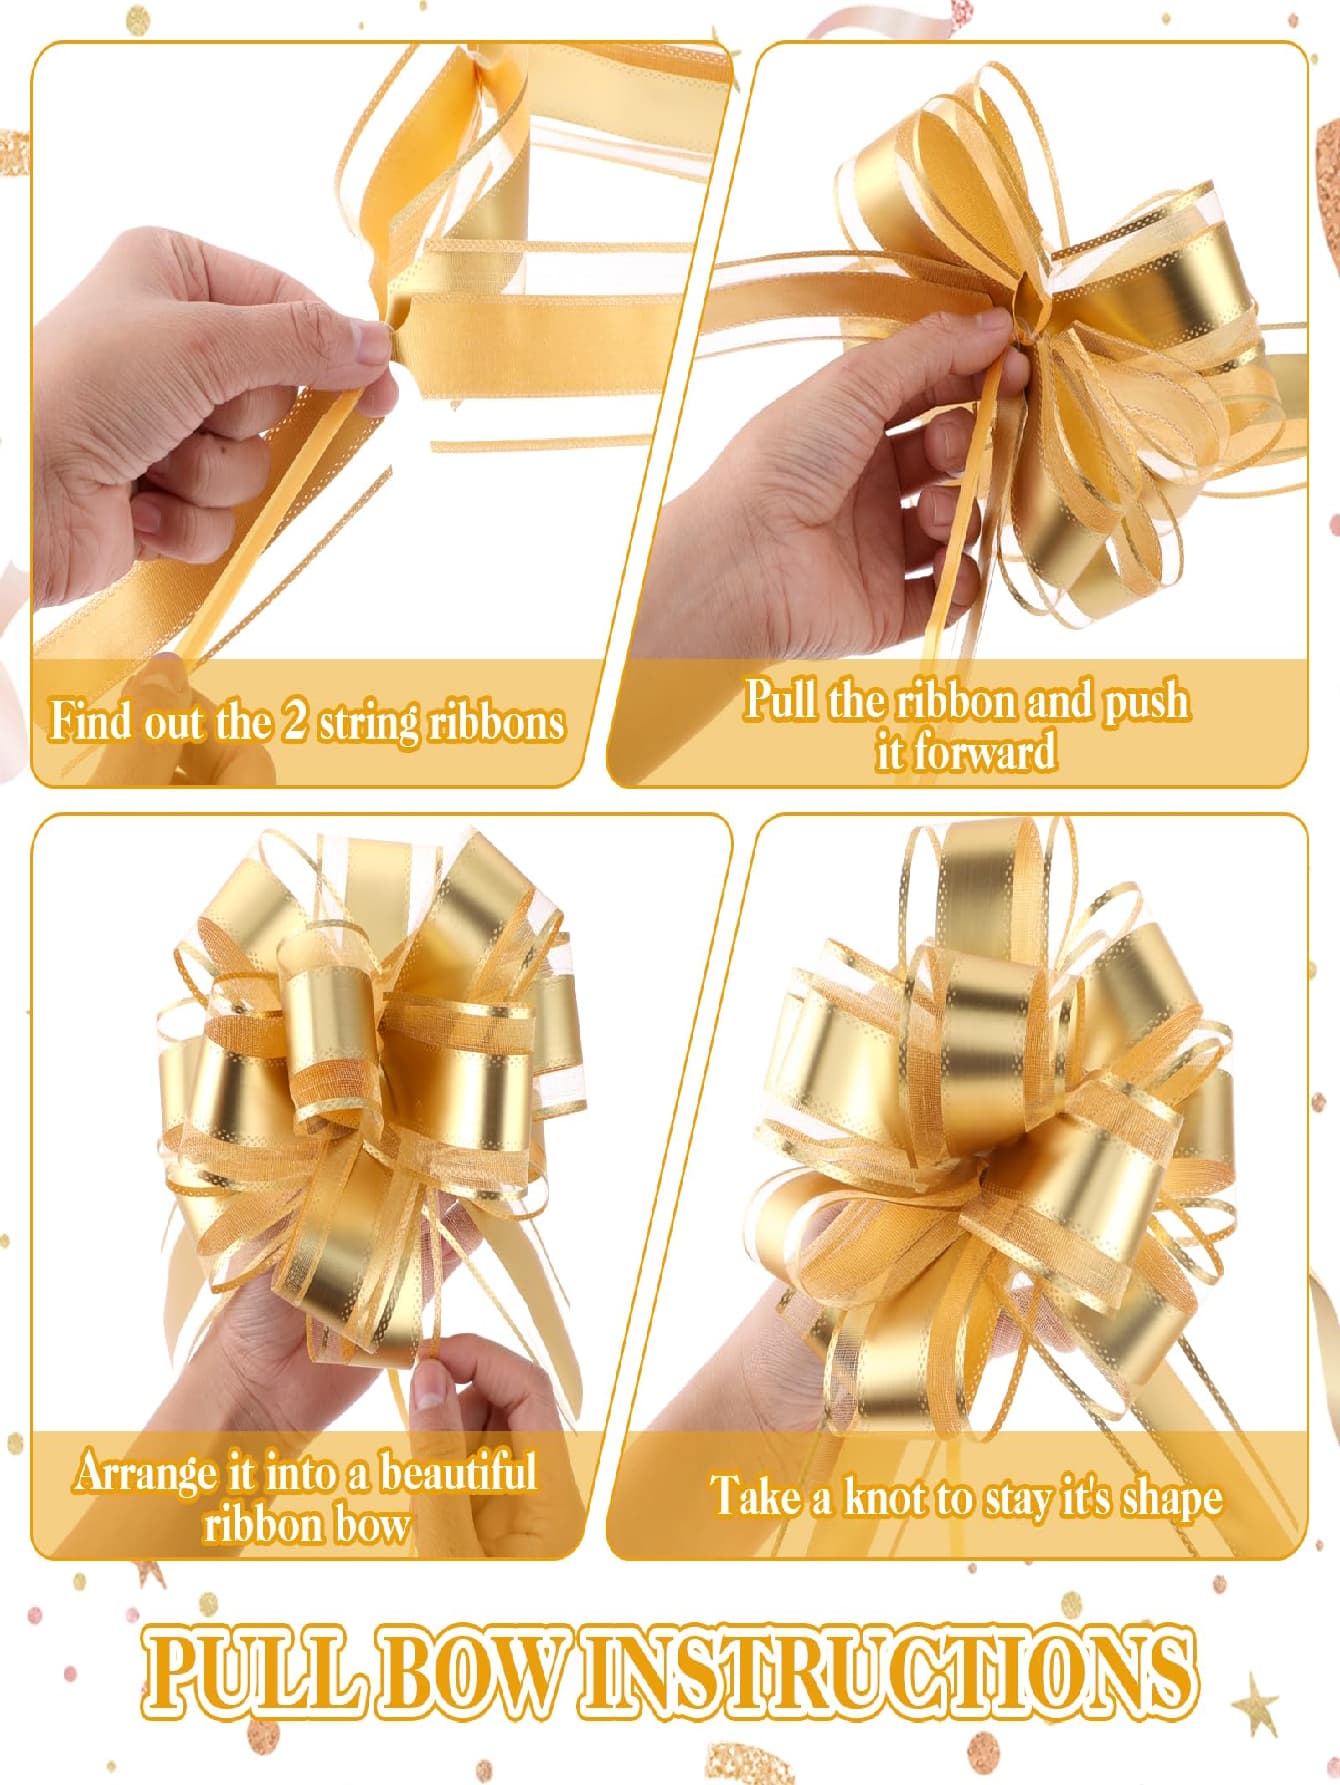 Find out the 2 string ribbons
Pull the ribbon and push
it forward
Arrange it into a beautiful
ribbon bow
Take a knot to stay it's shape
PULL BOW INSTRUCTIONS